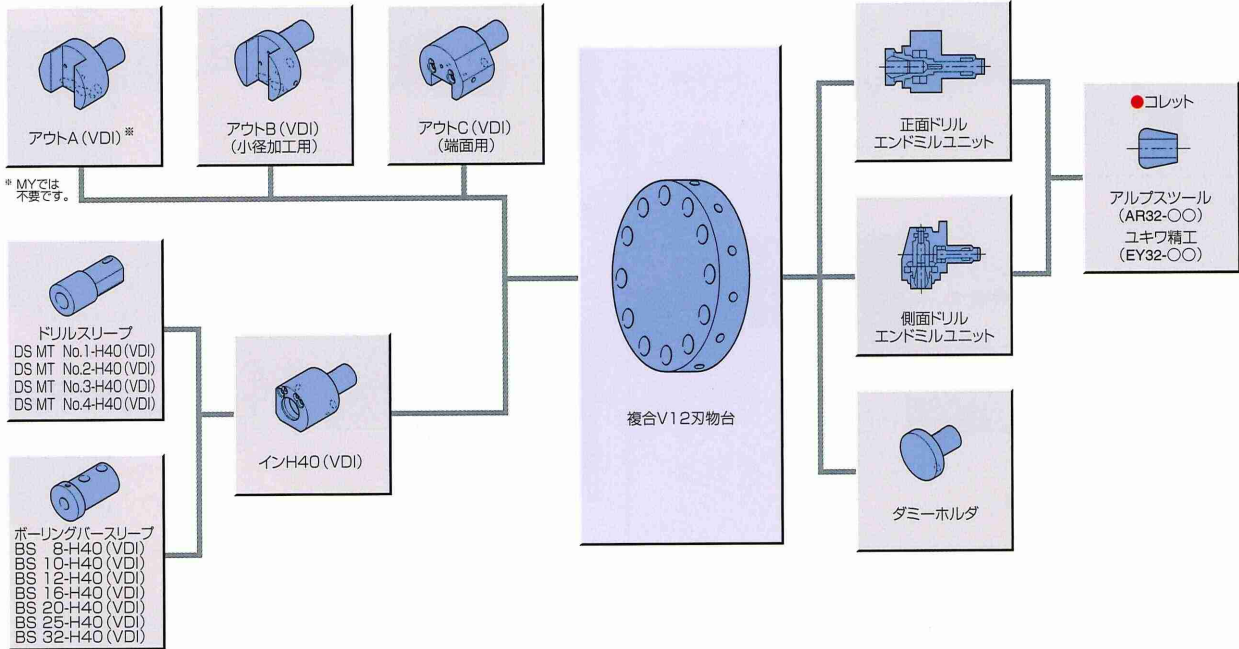 アウトA(VDI)※
アウトB(VDI)
(小径加工用)
アウトC(VDI)
(端面用)
※ MYでは
不要です。
ドリルスリーブ
DS MT No.1-H40(VDI)
DS MT No.2-H40(VDI)
DS MT No.3-H40(VDI)
DS MT No.4-H40(VDI)
ボーリングバースリーブ
BS 8-H40(VDI)
BS 10-H40(VDI)
BS 12-H40(VDI)
BS 16-H40(VDI)
BS 20-H40(VDI)
BS 25-H40(VDI)
BS 32-H40(VDI)
インH40(VDI)
複合V12刃物台
正面ドリル
エンドミルユニット
側面ドリル
エンドミルユニット
ダミーホルダ
●コレット
アルプスツール
(AR32-○○)
ユキワ精工
(EY32-○○)